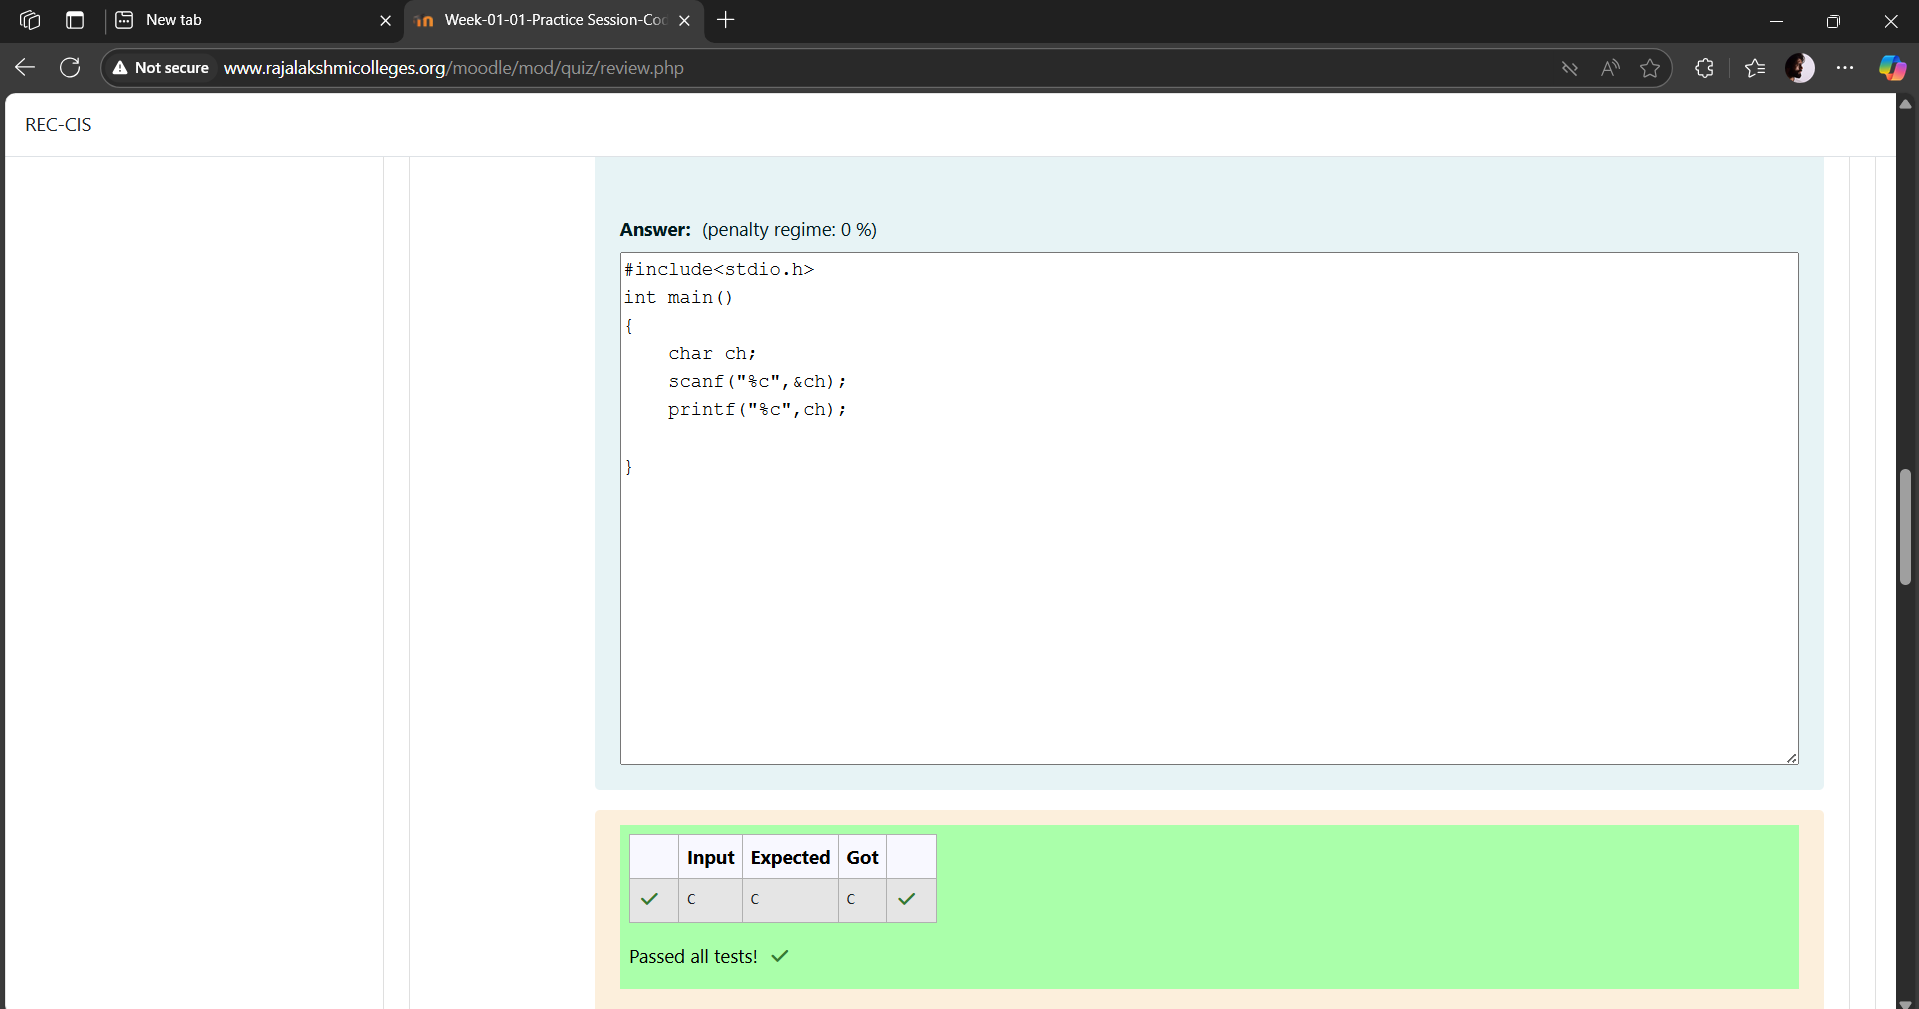 New tab
Week-01-01-Practice Session-Co
Not secure www.rajalakshmicolleges.org/moodle/mod/quiz/review.php
REC-CIS
Answer: (penalty regime: 0 %)
#include<stdio.h>
int main()
{
    char ch;
    scanf("%c",&ch);
    printf("%c",ch);
}
Input Expected Got
C C C
Passed all tests!